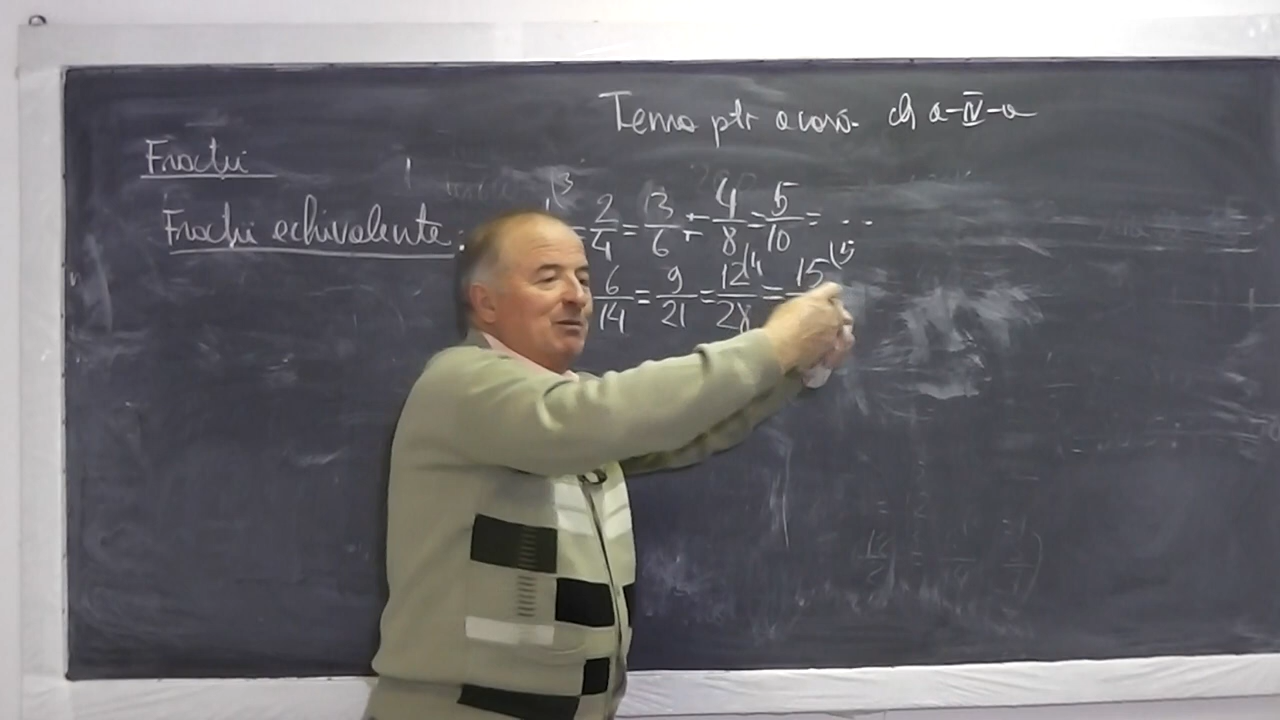 Tema ptr acasă cls a-IV-a
Fracții
Fracții echivalente: = 2/4 = 3/6 = 4/8 = 5/10 = ...
6/14 = 9/21 = 12/28 = 15